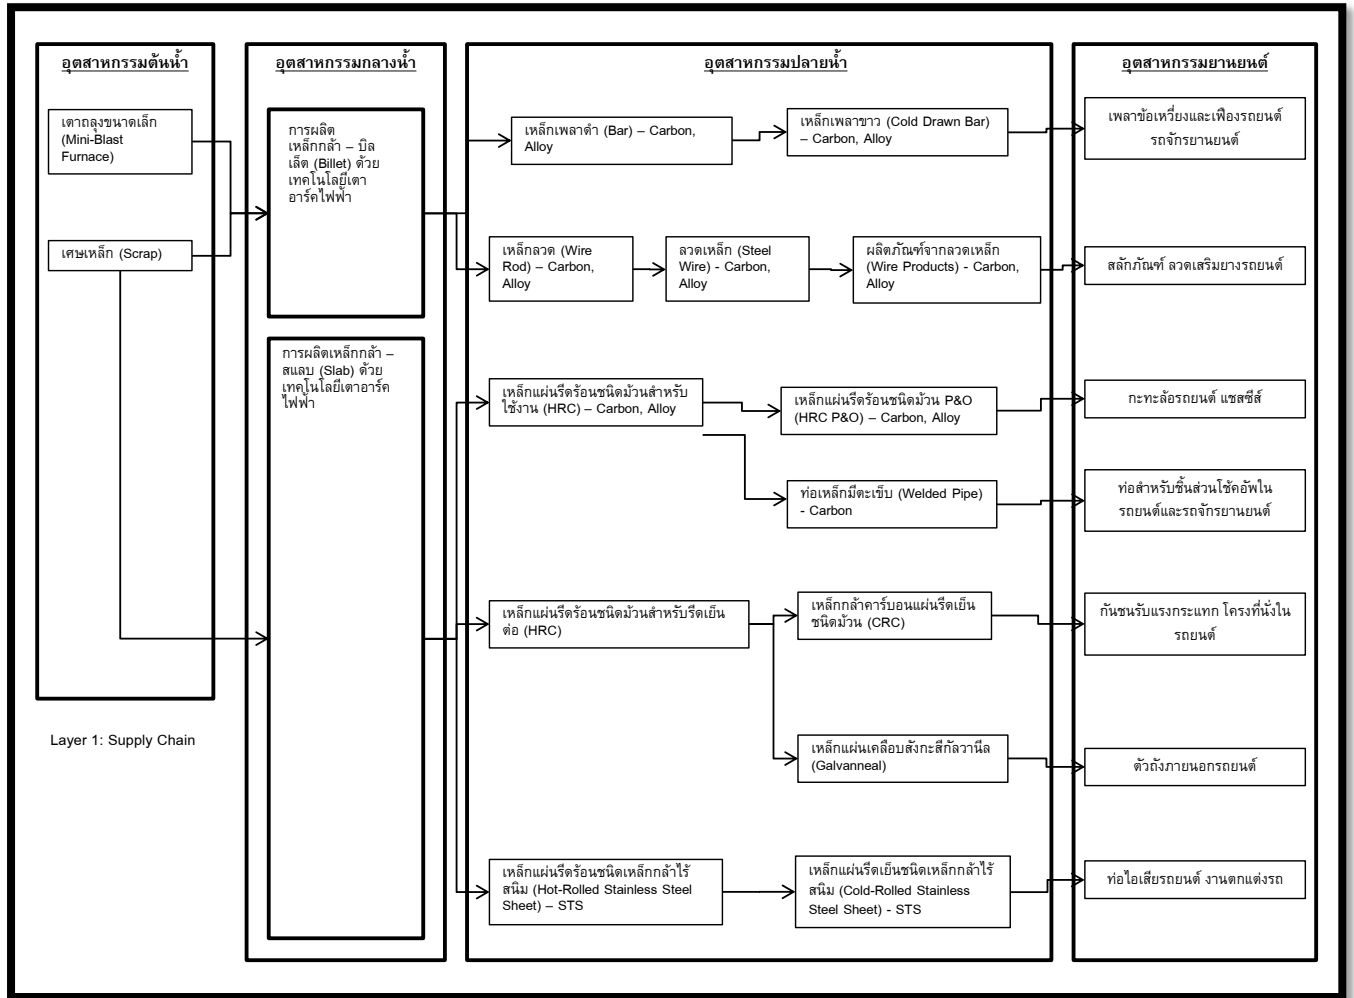 อุตสาหกรรมต้นน้ำ
เตาถลุงขนาดเล็ก
(Mini-Blast
Furnace)
เศษเหล็ก (Scrap)
Layer 1: Supply Chain
อุตสาหกรรมกลางน้ำ
การผลิต
เหล็กกล้า – บิล
เล็ต (Billet) ด้วย
เทคโนโลยีเตา
อาร์คไฟฟ้า
การผลิตเหล็กกล้า –
สแลบ (Slab) ด้วย
เทคโนโลยีเตาอาร์ค
ไฟฟ้า
อุตสาหกรรมปลายน้ำ
เหล็กเพลาดำ (Bar) – Carbon,
Alloy
เหล็กเพลาขาว (Cold Drawn Bar)
– Carbon, Alloy
เหล็กลวด (Wire
Rod) – Carbon,
Alloy
ลวดเหล็ก (Steel
Wire) - Carbon,
Alloy
ผลิตภัณฑ์จากลวดเหล็ก
(Wire Products) - Carbon,
Alloy
เหล็กแผ่นรีดร้อนชนิดม้วนสำหรับ
ใช้งาน (HRC) – Carbon, Alloy
เหล็กแผ่นรีดร้อนชนิดม้วน P&O
(HRC P&O) – Carbon, Alloy
ท่อเหล็กมีตะเข็บ (Welded Pipe)
- Carbon
เหล็กแผ่นรีดร้อนชนิดม้วนสำหรับรีดเย็น
ต่อ (HRC)
เหล็กกล้าคาร์บอนแผ่นรีดเย็น
ชนิดม้วน (CRC)
เหล็กแผ่นเคลือบสังกะสีกัลวานีล
(Galvanneal)
เหล็กแผ่นรีดร้อนชนิดเหล็กกล้าไร้
สนิม (Hot-Rolled Stainless Steel
Sheet) – STS
เหล็กแผ่นรีดเย็นชนิดเหล็กกล้าไร้
สนิม (Cold-Rolled Stainless
Steel Sheet) - STS
อุตสาหกรรมยานยนต์
เพลาข้อเหวี่ยงและเฟืองรถยนต์
รถจักรยานยนต์
สลักภัณฑ์ ลวดเสริมยางรถยนต์
กะทะล้อรถยนต์ แชสซีส์
ท่อสำหรับชิ้นส่วนโช้คอัพใน
รถยนต์และรถจักรยานยนต์
กันชนรับแรงกระแทก โครงที่นั่งใน
รถยนต์
ตัวถังภายนอกรถยนต์
ท่อไอเสียรถยนต์ งานตกแต่งรถ